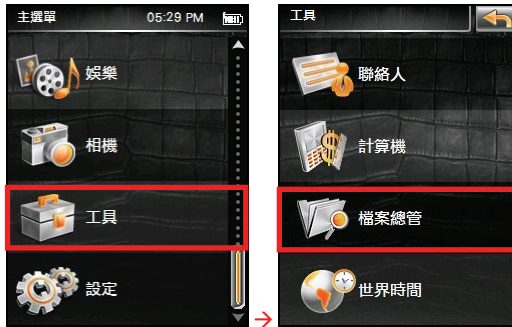 主選單 05:29 PM
娛樂
相機
工具
設定
→
工具
聯絡人
計算機
檔案總管
世界時間